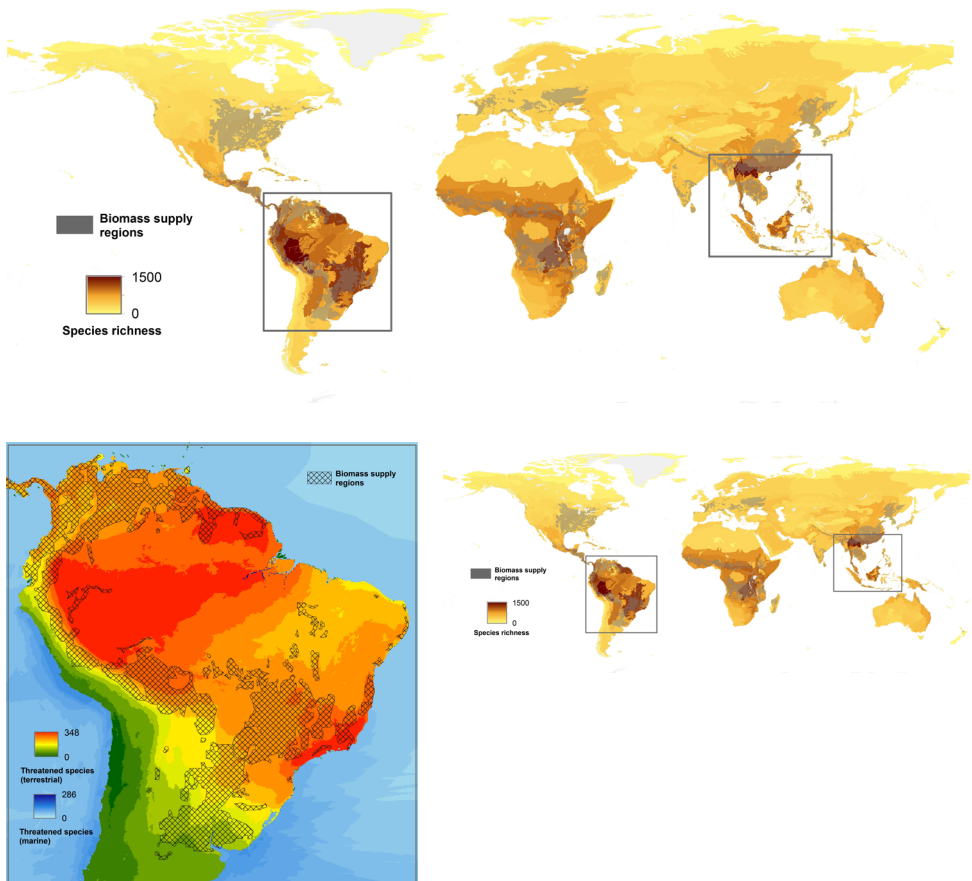 Biomass supply
regions
1500
0
Species richness
Biomass supply
regions
348
0
Threatened species
(terrestrial)
286
0
Threatened species
(marine)
Biomass supply
regions
1500
0
Species richness